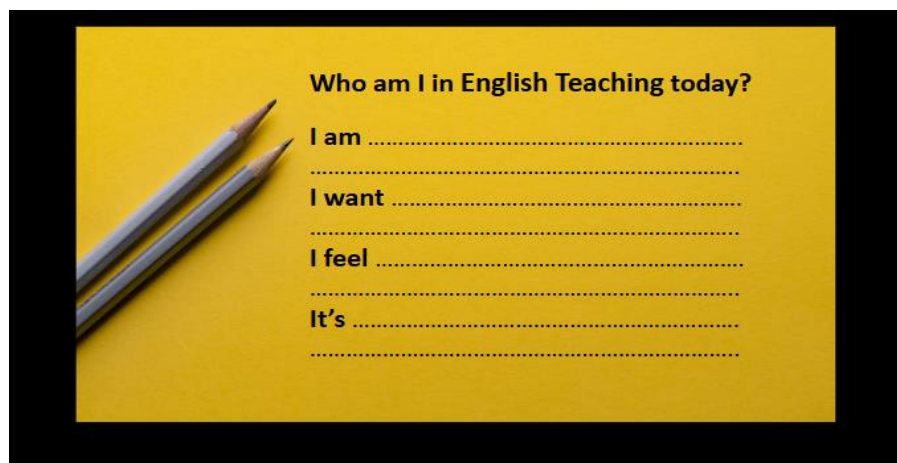 Who am I in English Teaching today?
I am ...............................................................
.........................................................................
I want ...........................................................
.........................................................................
I feel ..............................................................
.........................................................................
It’s .................................................................
.........................................................................